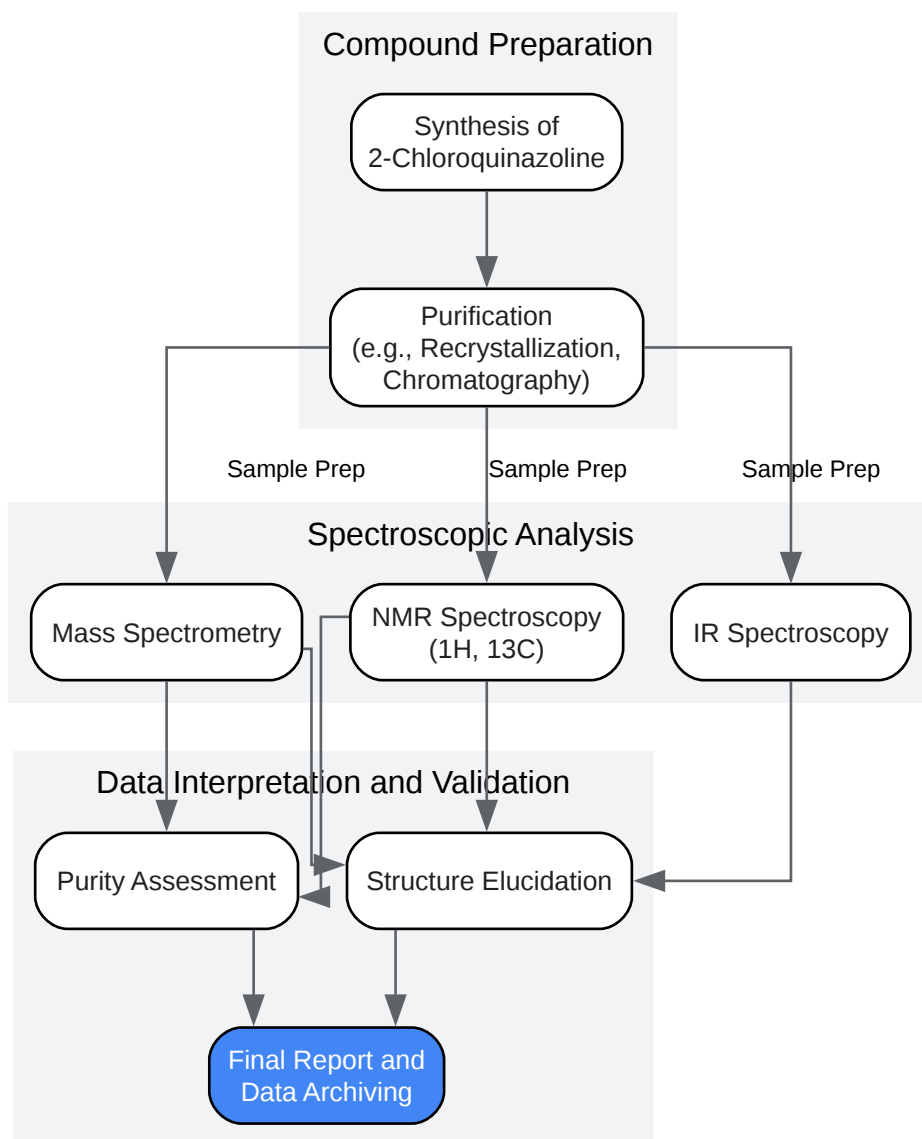 Compound Preparation
Synthesis of
2-Chloroquinazoline
Purification
(e.g., Recrystallization,
Chromatography)
Sample Prep
Sample Prep
Sample Prep
Spectroscopic Analysis
Mass Spectrometry
NMR Spectroscopy
(1H, 13C)
IR Spectroscopy
Data Interpretation and Validation
Purity Assessment
Structure Elucidation
Final Report and
Data Archiving